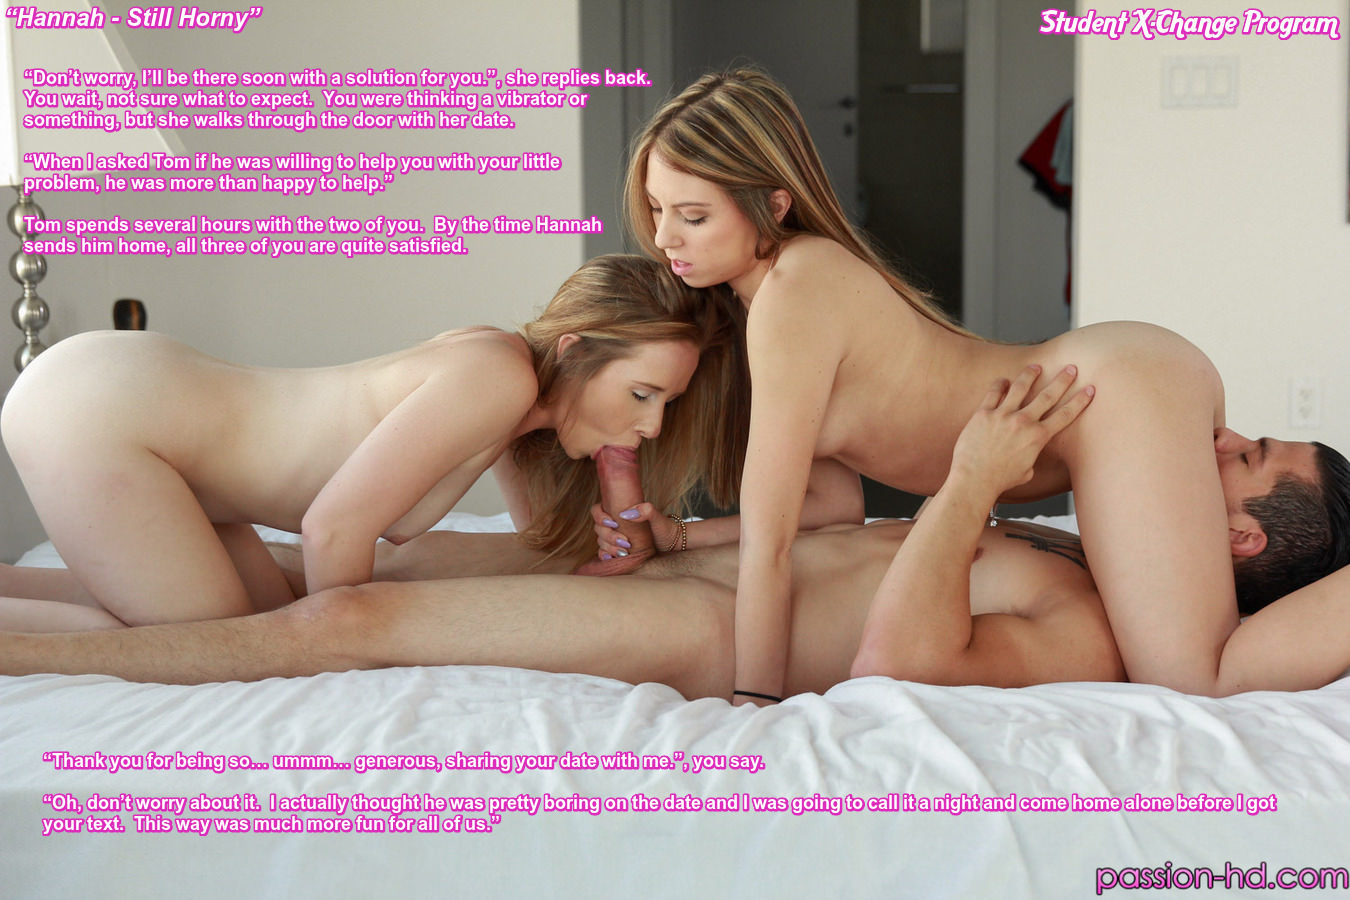 “Hannah - Still Horny”
Student X-Change Program
“Don’t worry, I’ll be there soon with a solution for you.”, she replies back.
You wait, not sure what to expect.  You were thinking a vibrator or
something, but she walks through the door with her date.
“When I asked Tom if he was willing to help you with your little
problem, he was more than happy to help.”
Tom spends several hours with the two of you.  By the time Hannah
sends him home, all three of you are quite satisfied.
“Thank you for being so... ummm... generous, sharing your date with me.”, you say.
“Oh, don’t worry about it.  I actually thought he was pretty boring on the date and I was going to call it a night and come home alone before I got
your text.  This way was much more fun for all of us.”
passion-hd.com